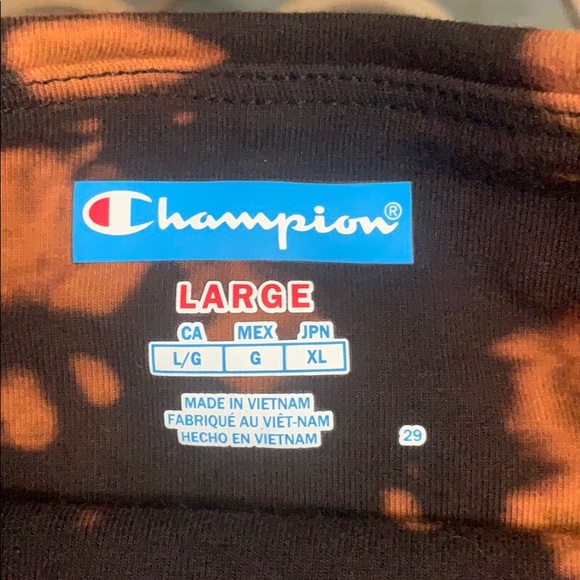 Champion®
LARGE
CA MEX JPN
L/G G XL
MADE IN VIETNAM
FABRIQUÉ AU VIÊT-NAM
HECHO EN VIETNAM
29